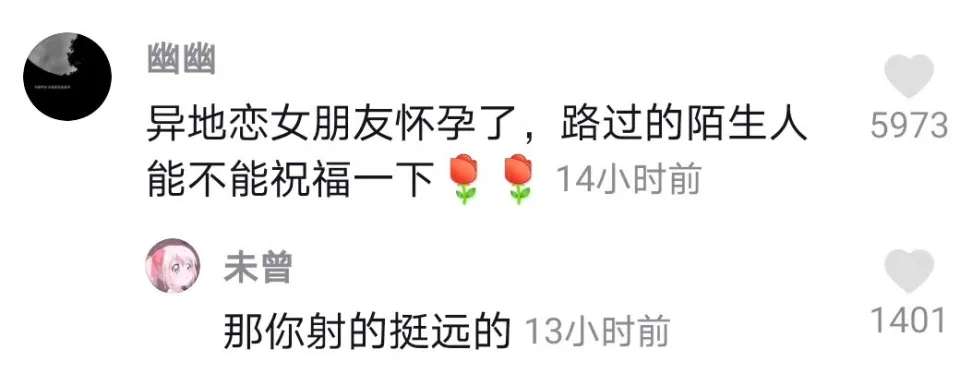 幽幽
异地恋女朋友怀孕了，路过的陌生人
能不能祝福一下🌹🌹 14小时前
5973
未曾
那你射的挺远的 13小时前
1401